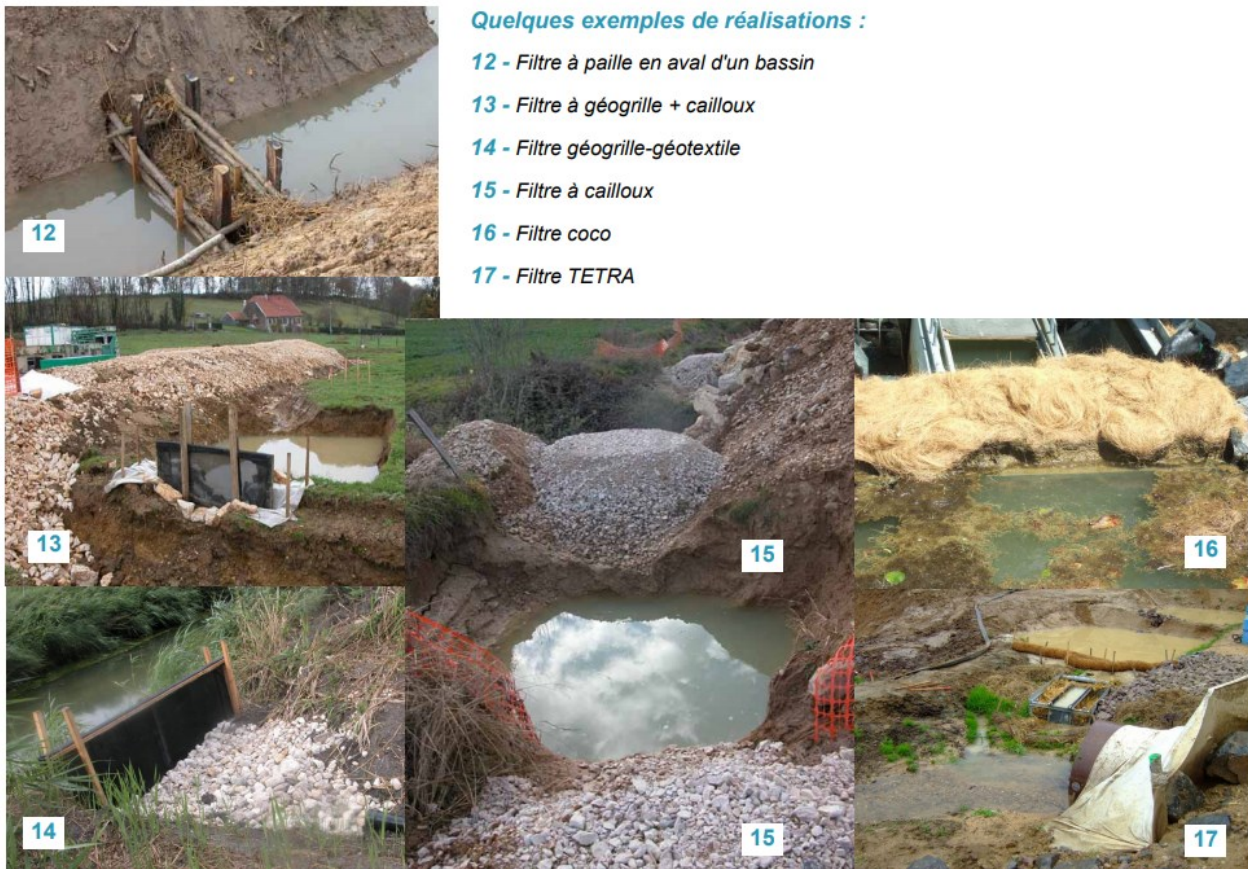 Quelques exemples de réalisations :
12 - Filtre à paille en aval d'un bassin
13 - Filtre à géogrille + cailloux
14 - Filtre géogrille-géotextile
15 - Filtre à cailloux
16 - Filtre coco
17 - Filtre TETRA
12
13
15
16
14
15
17